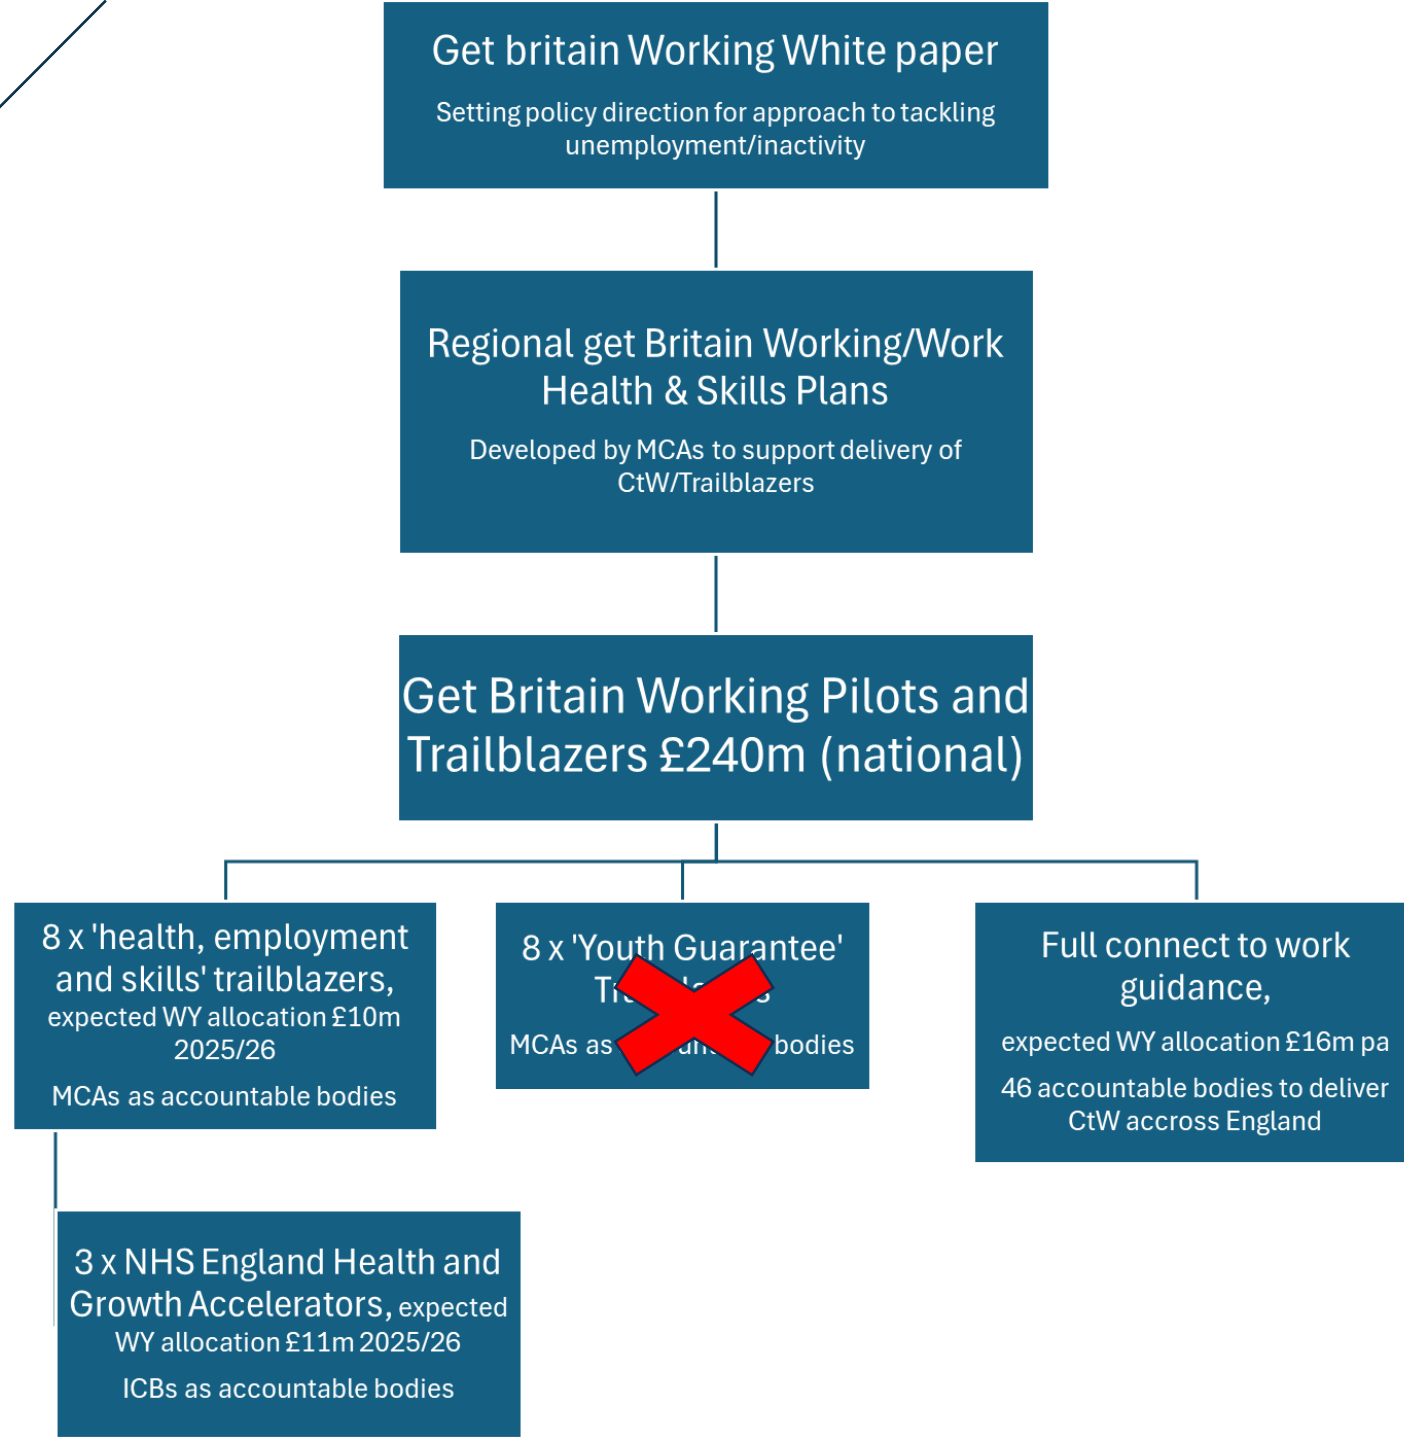 Get britain Working White paper
Setting policy direction for approach to tackling
unemployment/inactivity
Regional get Britain Working/Work
Health & Skills Plans
Developed by MCAs to support delivery of
CtW/Trailblazers
Get Britain Working Pilots and
Trailblazers £240m (national)
8 x 'health, employment
and skills' trailblazers,
expected WY allocation £10m
2025/26
MCAs as accountable bodies
8 x 'Youth Guarantee'
MCAs as bodies
Full connect to work
guidance,
expected WY allocation £16m pa
46 accountable bodies to deliver
CtW accross England
3 x NHS England Health and
Growth Accelerators, expected
WY allocation £11m 2025/26
ICBs as accountable bodies